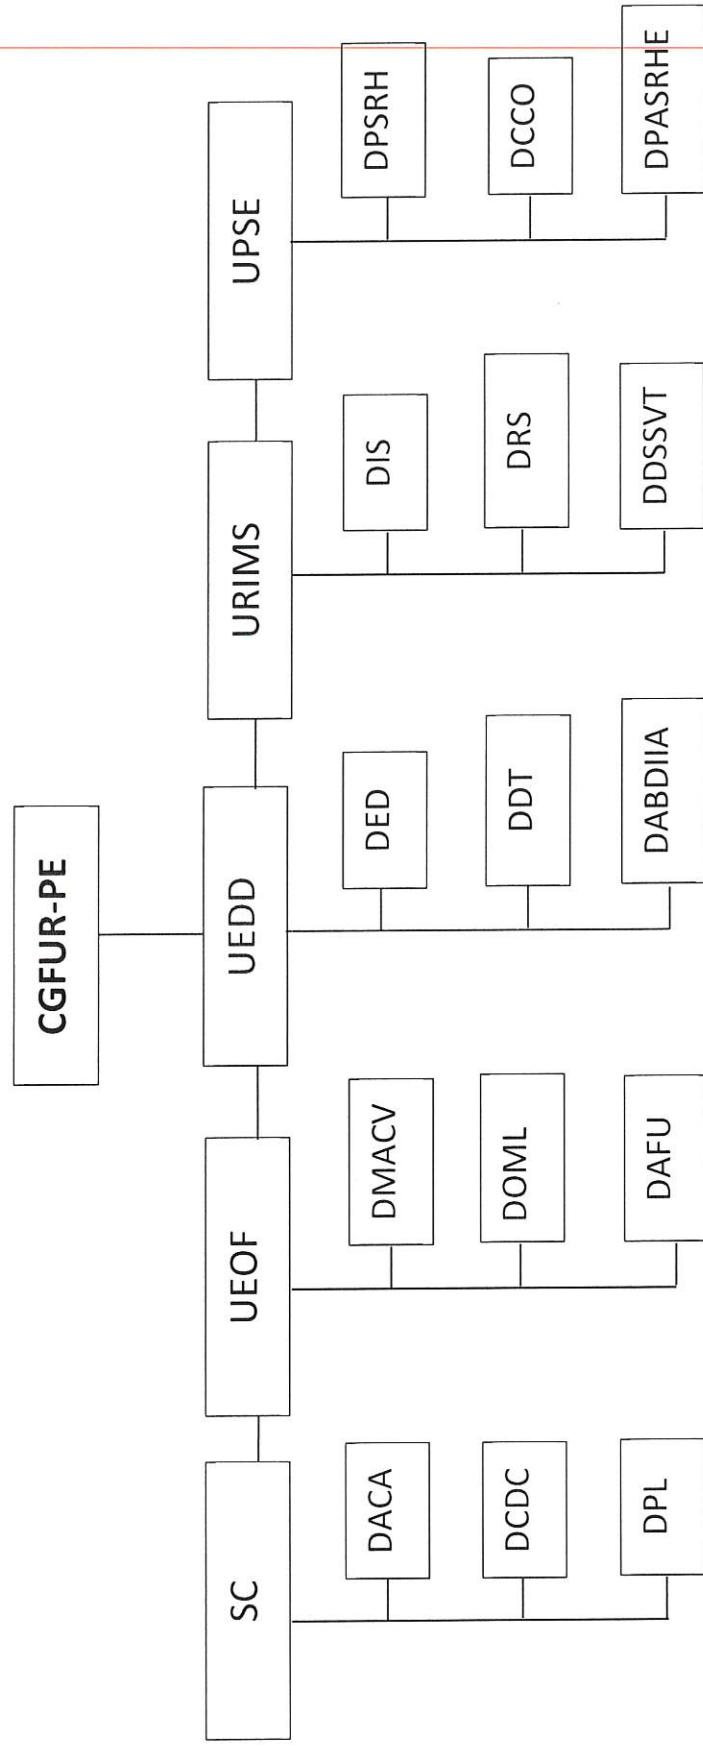 CGFUR-PE
SC
UEOF
UEDD
URIMS
UPSE
DACA
DMACV
DED
DIS
DPSRH
DCDC
DOML
DDT
DRS
DCCO
DPL
DAFU
DABDIIA
DDSSVT
DPASRHE